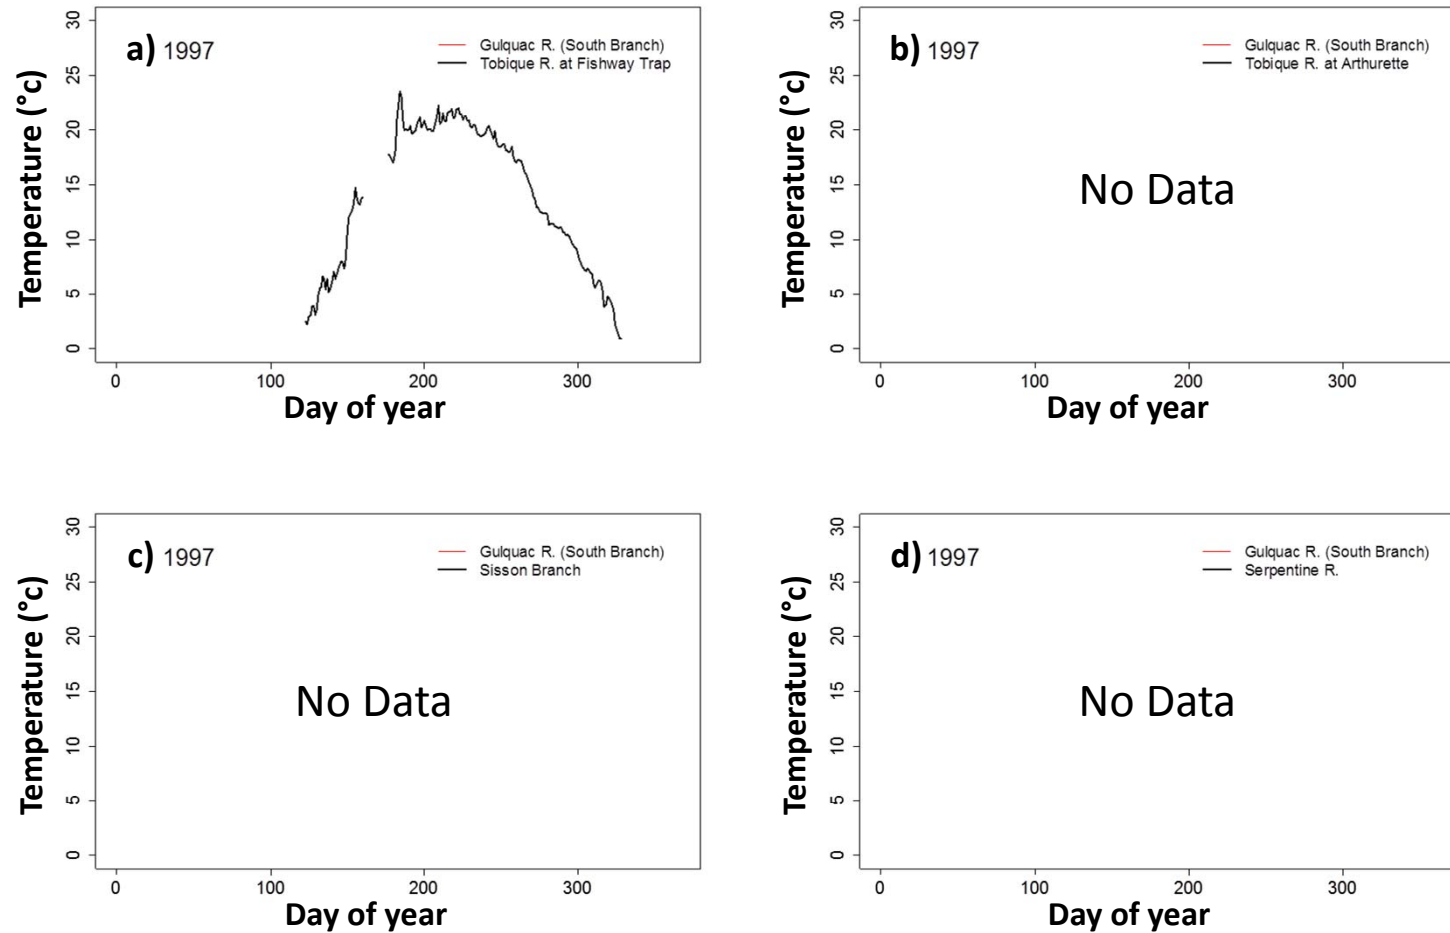 a) 1997
Gulquac R. (South Branch)
Tobique R. at Fishway Trap
Temperature (°c)
30
25
20
15
10
5
0
0 100 200 300
Day of year
b) 1997
Gulquac R. (South Branch)
Tobique R. at Arthurette
Temperature (°c)
30
25
20
15
10
5
0
No Data
0 100 200 300
Day of year
c) 1997
Gulquac R. (South Branch)
Sisson Branch
Temperature (°c)
30
25
20
15
10
5
0
No Data
0 100 200 300
Day of year
d) 1997
Gulquac R. (South Branch)
Serpentine R.
Temperature (°c)
30
25
20
15
10
5
0
No Data
0 100 200 300
Day of year